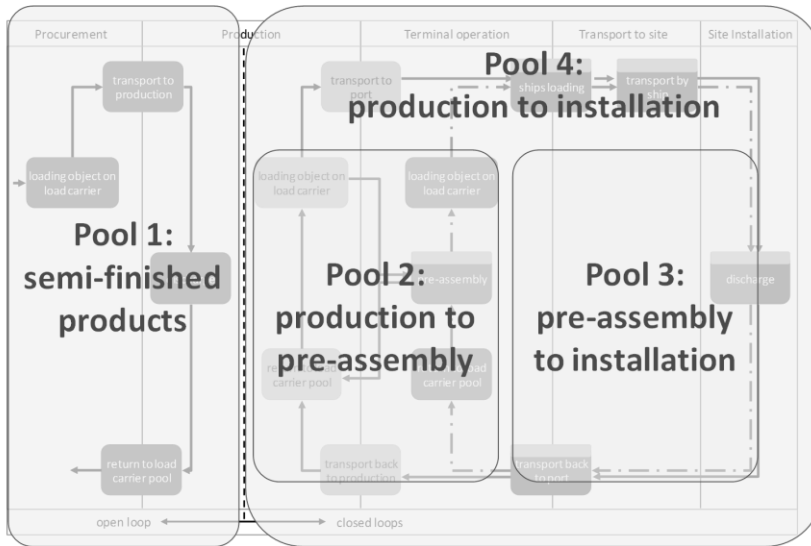 Procurement
Production
Terminal operation
Transport to site
Site Installation
transport to
production
transport to
port
Pool 4:
production to installation
ships loading
transport by
ship
loading object on
load carrier
loading object on
load carrier
loading object on
load carrier
Pool 1:
semi-finished
products
Pool 2:
production to
pre-assembly
Pool 3:
pre-assembly
to installation
pre-assembly
discharge
carrier pool
carrier pool
return to load
carrier pool
transport back
to production
transport back
to port
open loop
closed loops